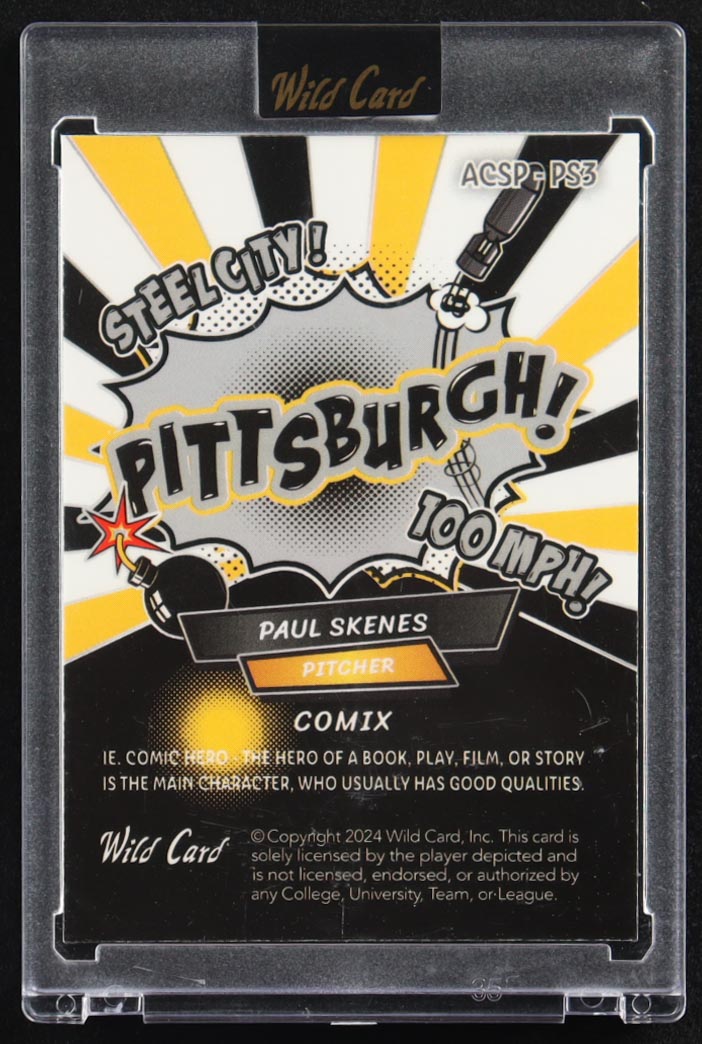 Wild Card
ACSP- PS3
STEEL CITY!
PITTSBURGH!
100 MPH!
PAUL SKENES
PITCHER
COMIX
IE. COMIC HERO - THE HERO OF A BOOK, PLAY, FILM, OR STORY
IS THE MAIN CHARACTER, WHO USUALLY HAS GOOD QUALITIES.
Wild Card
©Copyright 2024 Wild Card, Inc. This card is
solely licensed by the player depicted and
is not licensed, endorsed, or authorized by
any College, University, Team, or League.
35